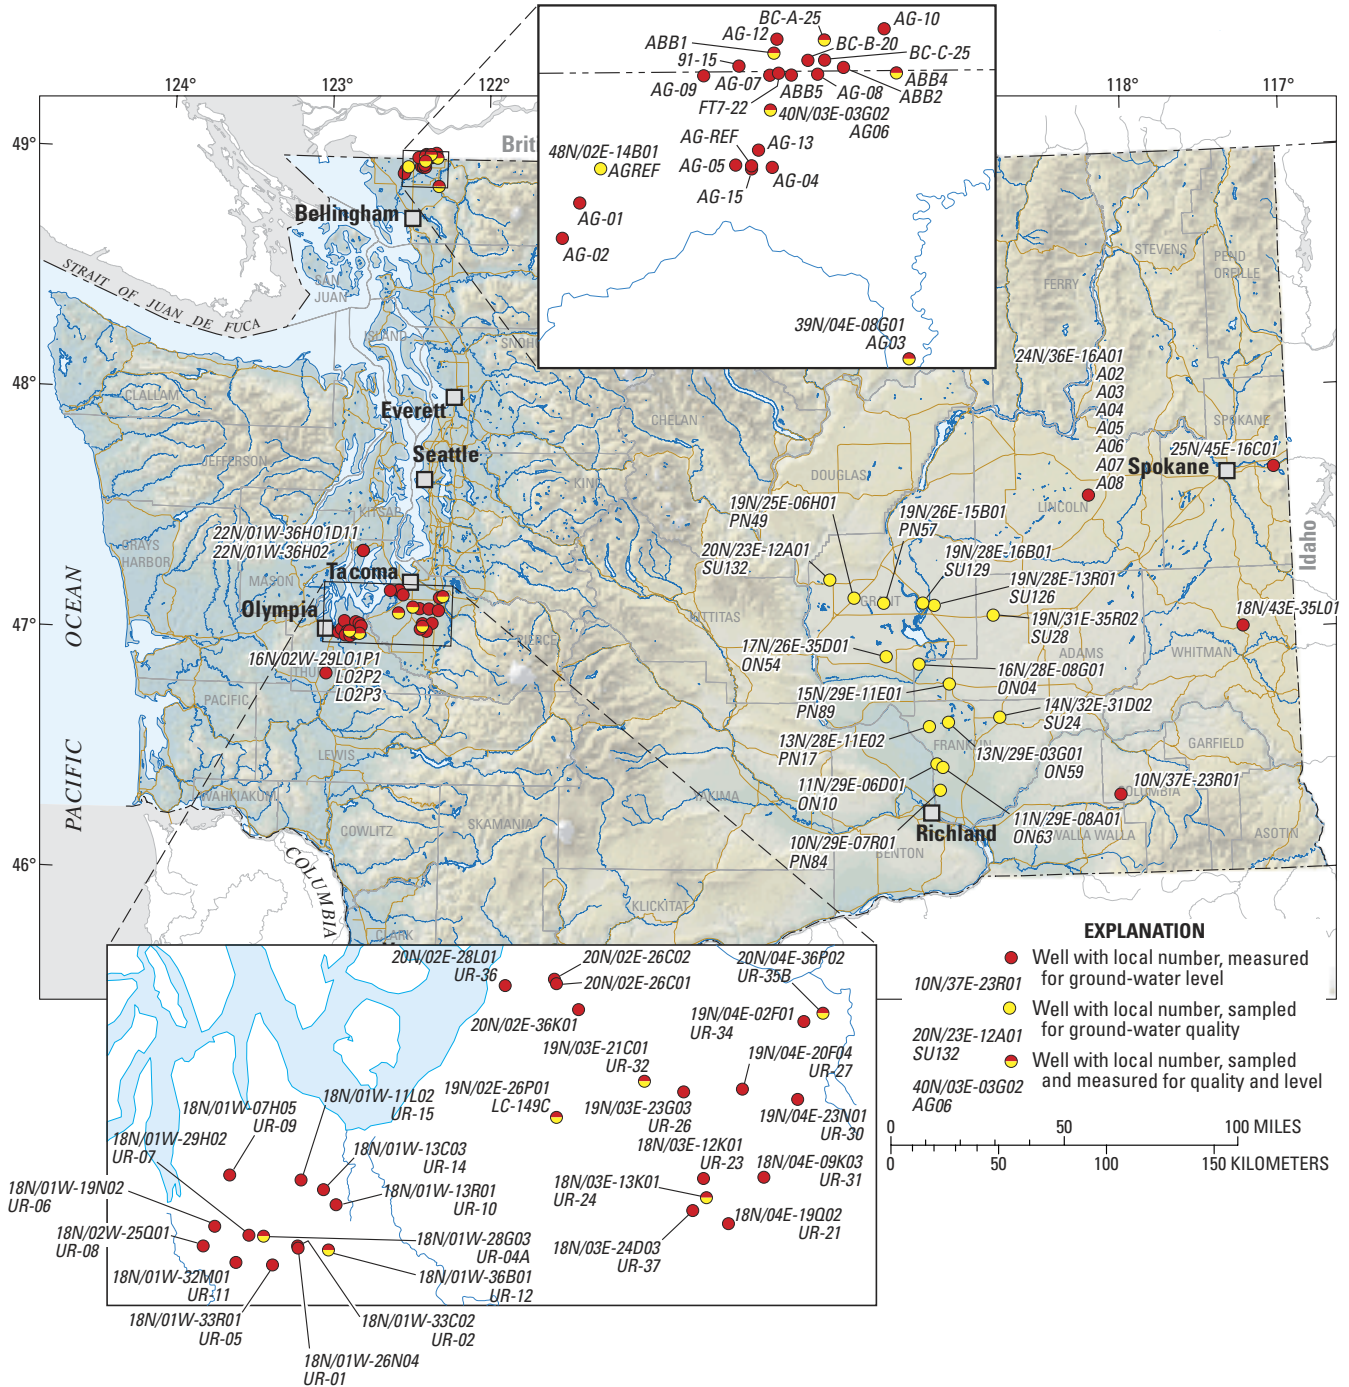 BC-A-25
AG-10
AG-12
ABB1
BC-B-20
BC-C-25
91-15
AG-09
AG-07
FT7-22
ABB5
AG-08
ABB4
ABB2
40N/03E-03G02
AG06
AG-REF
AG-13
48N/02E-14B01
AGREF
AG-05
AG-04
AG-15
AG-01
AG-02
39N/04E-08G01
AG03
124°
123°
122°
118°
117°
49°
48°
47°
46°
Brit
Bellingham
STRAIT OF JUAN DE FUCA
SAN
JUAN
ISLAND
SNOH
CLALLAM
JEFFERSON
Everett
Seattle
KITSAP
KING
CHELAN
DOUGLAS
FERRY
STEVENS
PEND
OREILLE
SPOKANE
LINCOLN
24N/36E-16A01
A02
A03
A04
A05
A06
A07
A08
25N/45E-16C01
Spokane
Idaho
19N/25E-06H01
PN49
19N/26E-15B01
PN57
20N/23E-12A01
SU132
19N/28E-16B01
SU129
19N/28E-13R01
SU126
19N/31E-35R02
SU28
18N/43E-35L01
22N/01W-36HO1D11
22N/01W-36H02
GRAYS
HARBOR
MASON
Tacoma
Olympia
PIERCE
KITTITAS
GRANT
ADAMS
WHITMAN
17N/26E-35D01
ON54
16N/28E-08G01
ON04
16N/02W-29LO1P1
LO2P2
LO2P3
THU
PACIFIC
LEWIS
15N/29E-11E01
PN89
14N/32E-31D02
SU24
13N/28E-11E02
PN17
FRANKLIN
13N/29E-03G01
ON59
GARFIELD
11N/29E-06D01
ON10
10N/37E-23R01
COLUMBIA
11N/29E-08A01
ON63
Richland
WALLA WALLA
ASOTIN
10N/29E-07R01
PN84
BENTON
WAHKIAKUM
COWLITZ
SKAMANIA
YAKIMA
KLICKITAT
CLARK
COLUMBIA
PACIFIC OCEAN
20N/02E-28L01
UR-36
20N/02E-26C02
20N/02E-26C01
20N/04E-36P02
UR-35B
20N/02E-36K01
19N/04E-02F01
UR-34
19N/03E-21C01
UR-32
19N/04E-20F04
UR-27
19N/02E-26P01
LC-149C
19N/03E-23G03
UR-26
19N/04E-23N01
UR-30
18N/01W-07H05
UR-09
18N/01W-11L02
UR-15
18N/01W-29H02
UR-07
18N/01W-13C03
UR-14
18N/03E-12K01
UR-23
18N/04E-09K03
UR-31
18N/01W-19N02
UR-06
18N/01W-13R01
UR-10
18N/03E-13K01
UR-24
18N/04E-19Q02
UR-21
18N/02W-25Q01
UR-08
18N/01W-28G03
UR-04A
18N/03E-24D03
UR-37
18N/01W-32M01
UR-11
18N/01W-36B01
UR-12
18N/01W-33R01
UR-05
18N/01W-33C02
UR-02
18N/01W-26N04
UR-01
EXPLANATION
10N/37E-23R01
Well with local number, measured
for ground-water level
20N/23E-12A01
SU132
Well with local number, sampled
for ground-water quality
40N/03E-03G02
AG06
Well with local number, sampled
and measured for quality and level
0 50 100 MILES
0 50 100 150 KILOMETERS